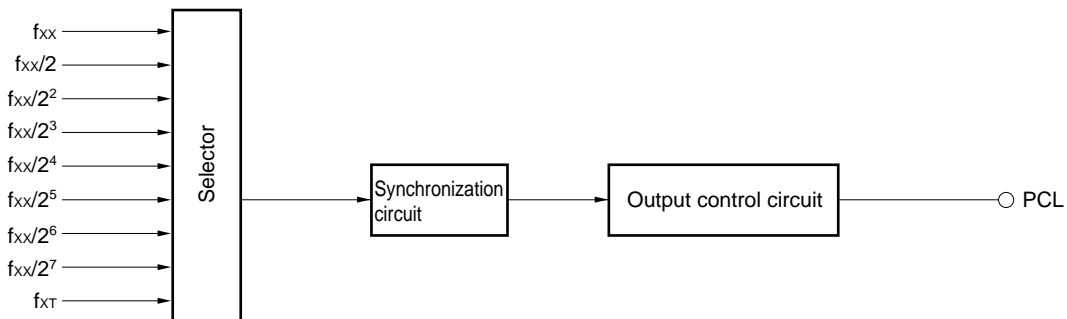 fxx
fxx/2
fxx/2²
fxx/2³
fxx/2⁴
fxx/2⁵
fxx/2⁶
fxx/2⁷
fXT
Selector
Synchronization
circuit
Output control circuit
PCL